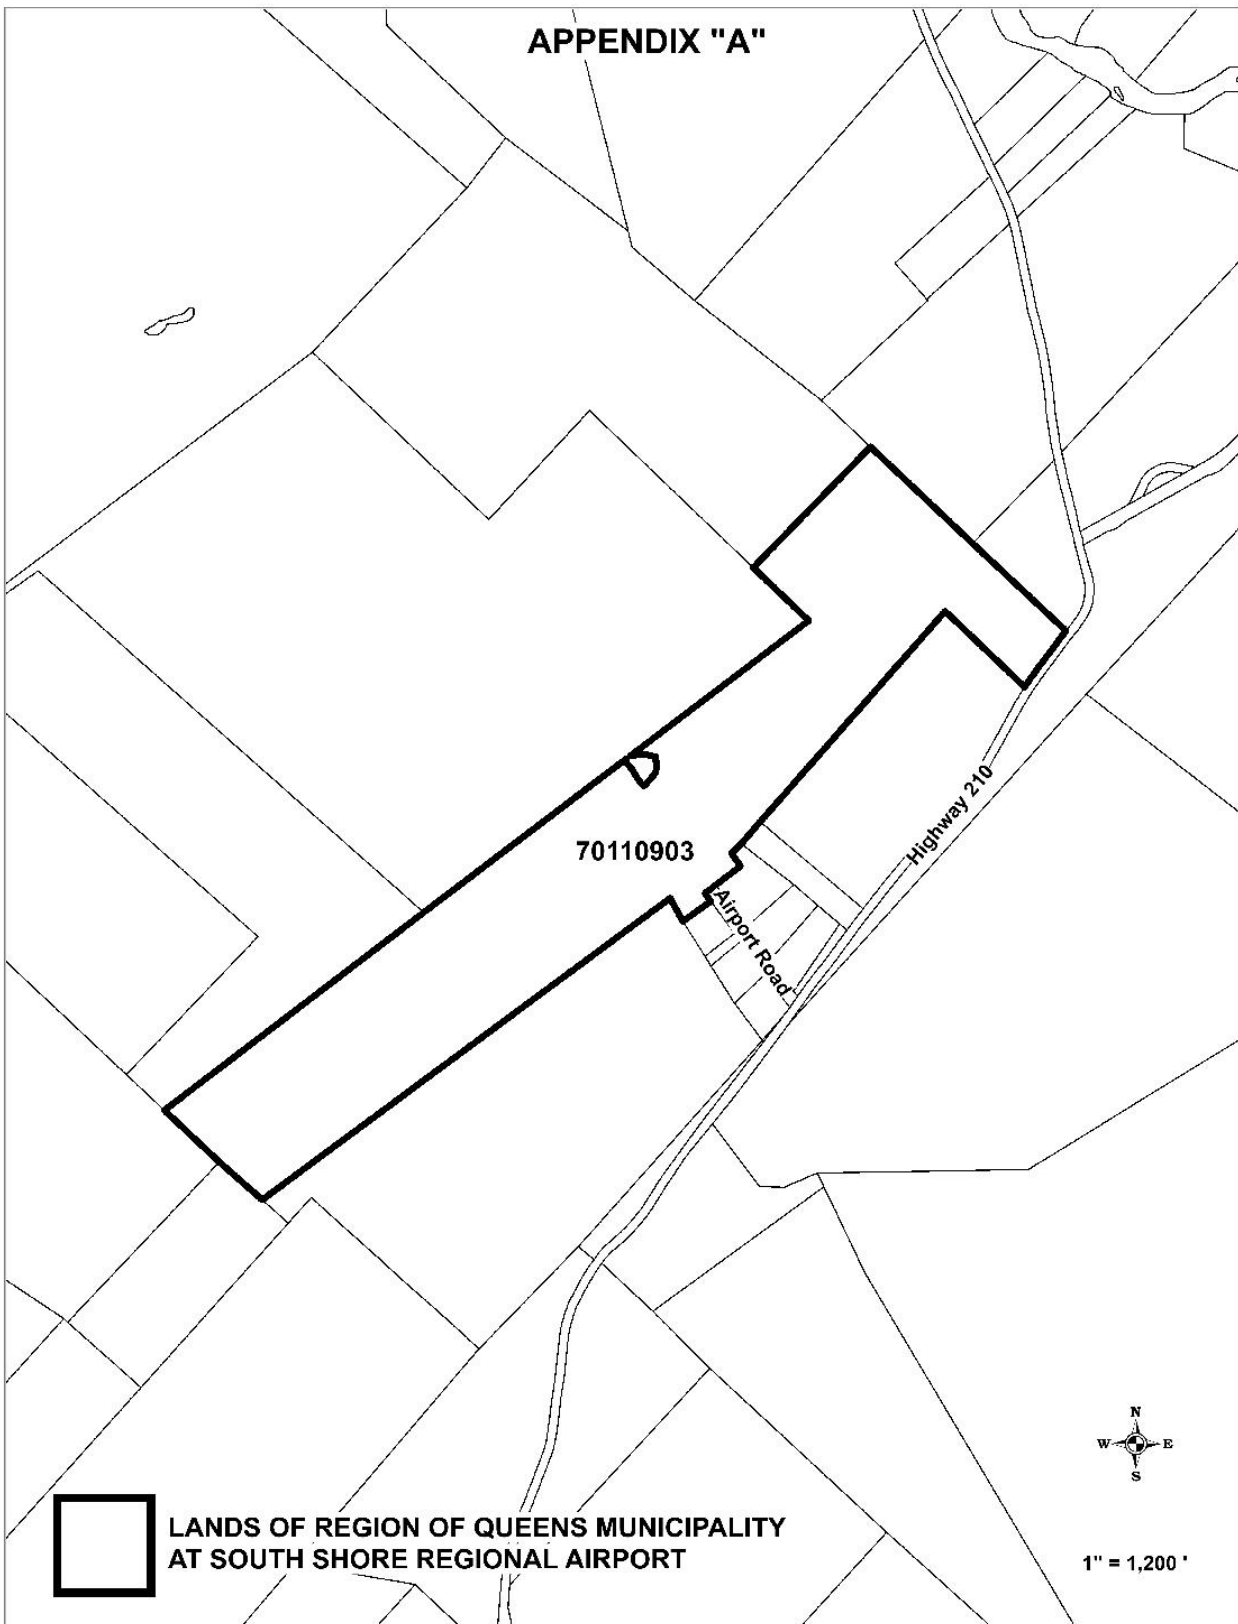 APPENDIX "A"
70110903
Highway 210
Airport Road
N
W E
S
LANDS OF REGION OF QUEENS MUNICIPALITY
AT SOUTH SHORE REGIONAL AIRPORT
1" = 1,200 '